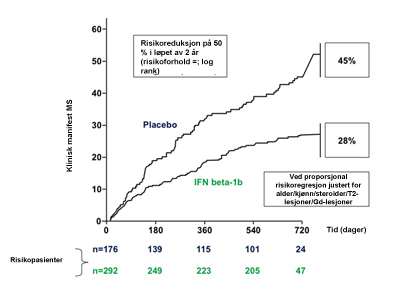 60
50
40
30
20
10
0
Klinisk manifest MS
Risikoreduksjon på 50
% i løpet av 2 år
(risikoforhold =; log
rank)
45%
Placebo
28%
IFN beta-1b
Ved proporsjonal
risikoregresjon justert for
alder/kjønn/steroider/T2-
lesjoner/Gd-lesjoner
0 180 360 540 720 Tid (dager)
Risikopasienter
n=176 139 115 101 24
n=292 249 223 205 47